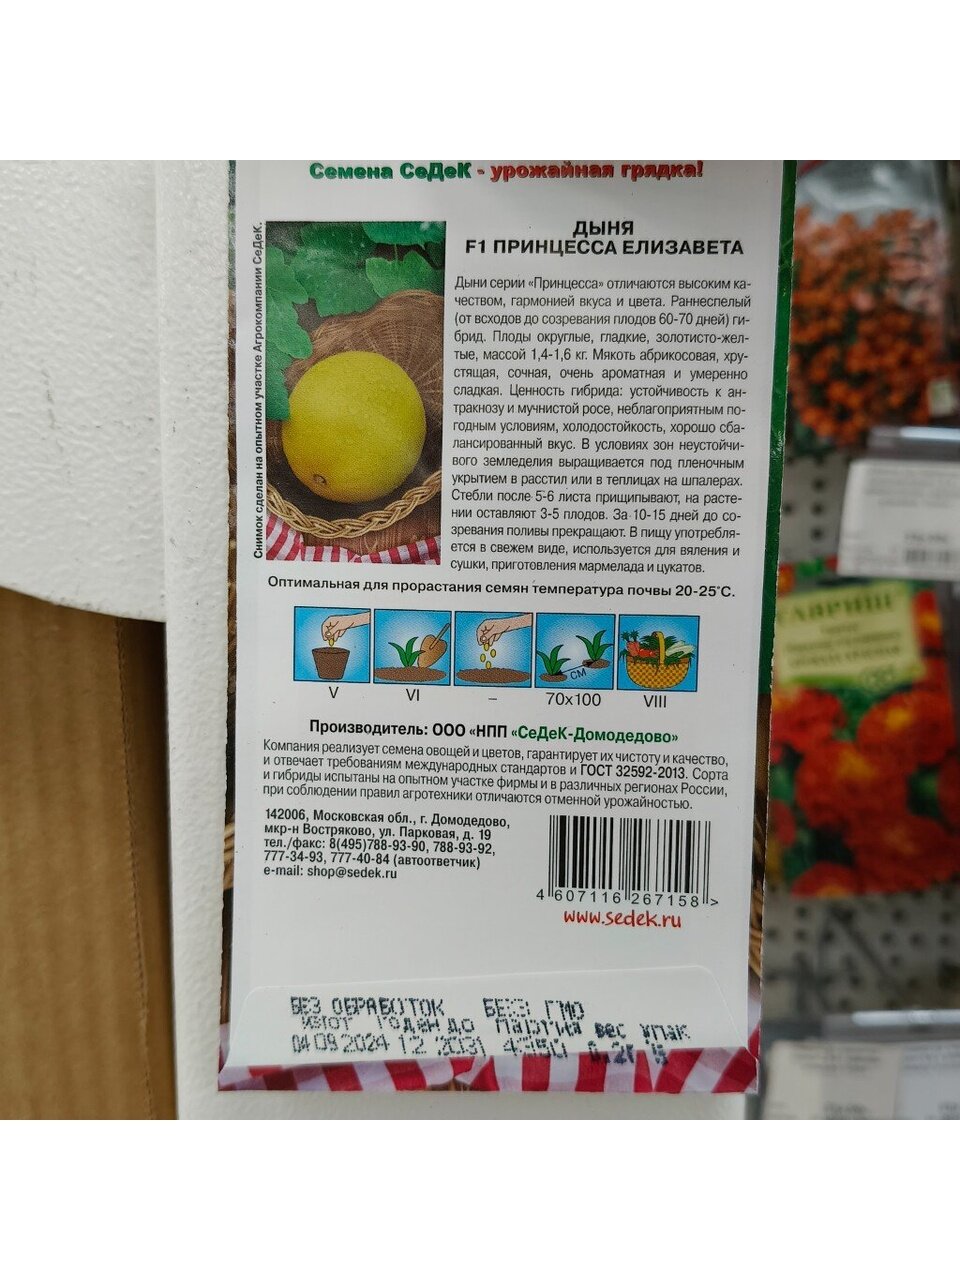 Семена СеДеК - урожайная грядка!
Снимок сделан на опытном участке Агрокомпании СеДеК.
ДЫНЯ
F1 ПРИНЦЕССА ЕЛИЗАВЕТА
Дыни серии «Принцесса» отличаются высоким ка-
чеством, гармонией вкуса и цвета. Раннеспелый
(от всходов до созревания плодов 60-70 дней) ги-
брид. Плоды округлые, гладкие, золотисто-жел-
тые, массой 1,4-1,6 кг. Мякоть абрикосовая, хру-
стящая, сочная, очень ароматная и умеренно
сладкая. Ценность гибрида: устойчивость к ан-
тракнозу и мучнистой росе, неблагоприятным по-
годным условиям, холодостойкость, хорошо сба-
лансированный вкус. В условиях зон неустойчи-
вого земледелия выращивается под пленочным
укрытием в расстил или в теплицах на шпалерах.
Стебли после 5-6 листа прищипывают, на расте-
нии оставляют 3-5 плодов. За 10-15 дней до со-
зревания поливы прекращают. В пищу употребля-
ется в свежем виде, используется для вяления и
сушки, приготовления мармелада и цукатов.
Оптимальная для прорастания семян температура почвы 20-25°С.
см
V VI – 70x100 VIII
Производитель: ООО «НПП «СеДеК-Домодедово»
Компания реализует семена овощей и цветов, гарантирует их чистоту и качество,
и отвечает требованиям международных стандартов и ГОСТ 32592-2013. Сорта
и гибриды испытаны на опытном участке фирмы и в различных регионах России,
при соблюдении правил агротехники отличаются отменной урожайностью.
142006, Московская обл., г. Домодедово,
мкр-н Востряково, ул. Парковая, д. 19
тел./факс: 8(495)788-93-90, 788-93-92,
777-34-93, 777-40-84 (автоответчик)
e-mail: shop@sedek.ru
4 607116 267158 >
www.sedek.ru
БЕЗ ОБРАБОТОК БЕЗ ГМО
Изгот Годен до Партия вес упак
04 09 2024 12 2031 4350